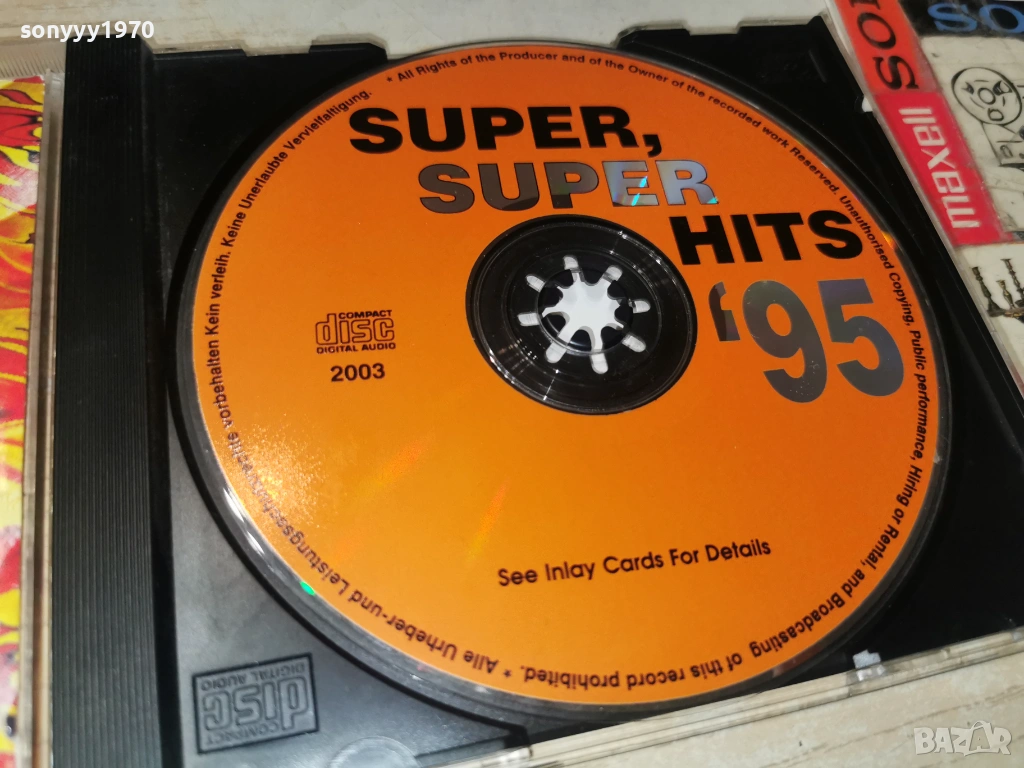 sonyyy1970
SUPER,
SUPER
HITS
'95
COMPACT
disc
DIGITAL AUDIO
2003
See Inlay Cards For Details
* All Rights of the Producer and of the Owner of the recorded work Reserved. Unauthorised Copying, Public performance, Hiring or Rental, and Broadcasting of this record prohibited. * Alle Urheber-und vorbehalten Kein verleih. Keine Unerlaubte Vervielfaltigung.
COMPACT
disc
DIGITAL AUDIO
maxell
BAZAR